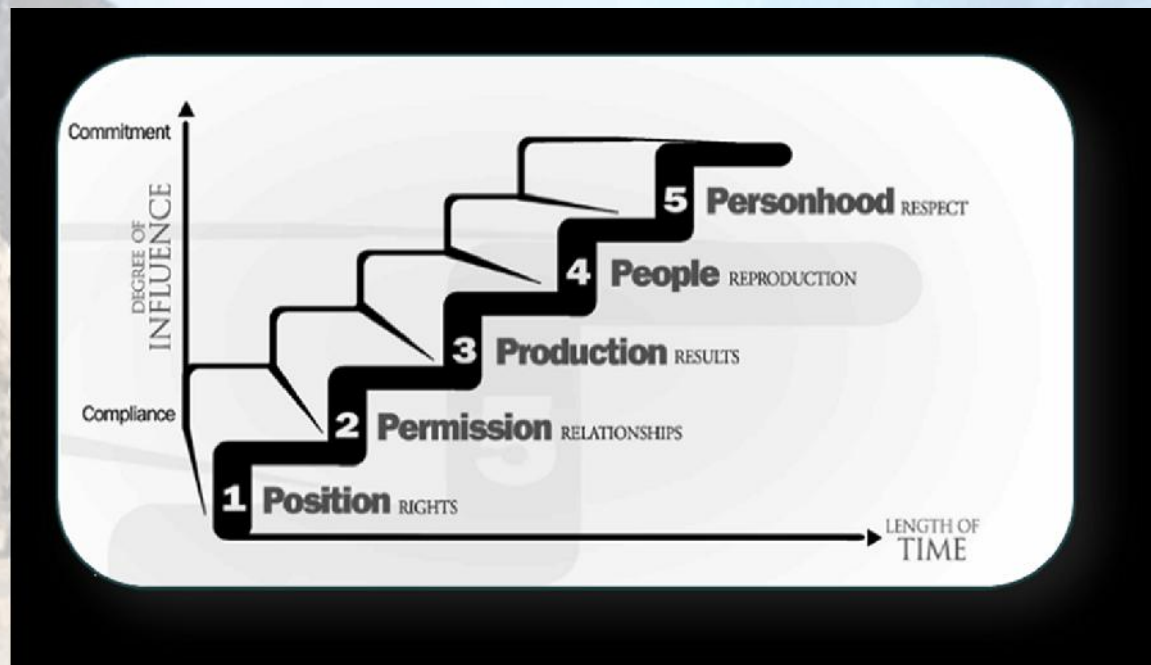 Commitment
DEGREE OF
INFLUENCE
Compliance
5 Personhood RESPECT
4 People REPRODUCTION
3 Production RESULTS
2 Permission RELATIONSHIPS
1 Position RIGHTS
LENGTH OF
TIME
5